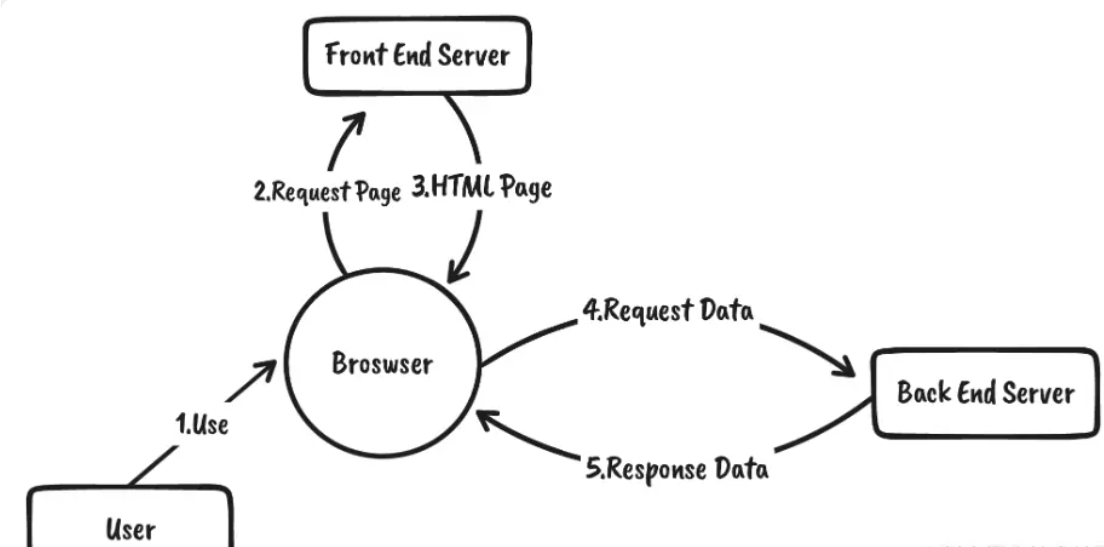 Front End Server
2.Request Page
3.HTML Page
4.Request Data
Broswser
Back End Server
1.Use
5.Response Data
User